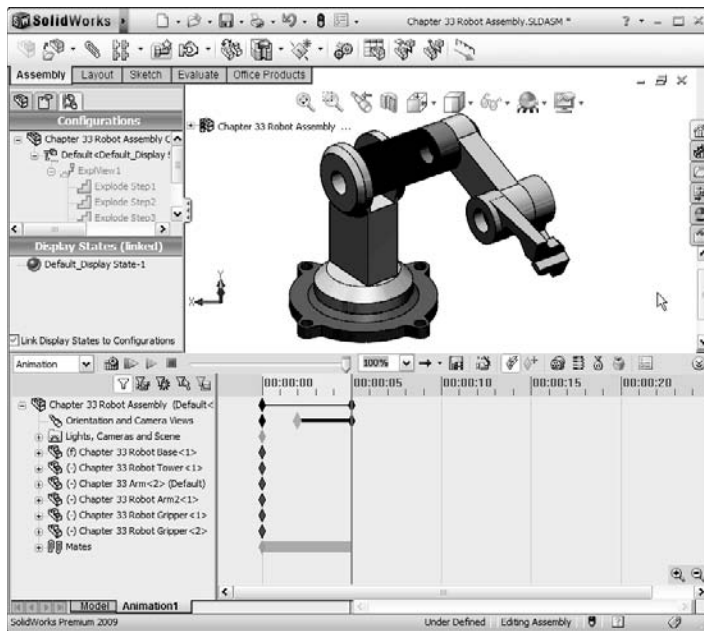 SolidWorks
Chapter 33 Robot Assembly.SLDASM *
Assembly
Layout
Sketch
Evaluate
Office Products
Configurations
Chapter 33 Robot Assembly C
Default<Default_Display S
ExplView1
Explode Step1
Explode Step2
Explode Step3
Display States (linked)
Default_Display State-1
Link Display States to Configurations
Chapter 33 Robot Assembly ...
Y
X
Animation
100%
00:00:00
00:00:05
00:00:10
00:00:15
00:00:20
Chapter 33 Robot Assembly (Default<
Orientation and Camera Views
Lights, Cameras and Scene
(f) Chapter 33 Robot Base<1>
(-) Chapter 33 Robot Tower<1>
(-) Chapter 33 Arm<2> (Default)
(-) Chapter 33 Robot Arm2<1>
(-) Chapter 33 Robot Gripper<1>
(-) Chapter 33 Robot Gripper<2>
Mates
Model
Animation1
SolidWorks Premium 2009
Under Defined
Editing Assembly